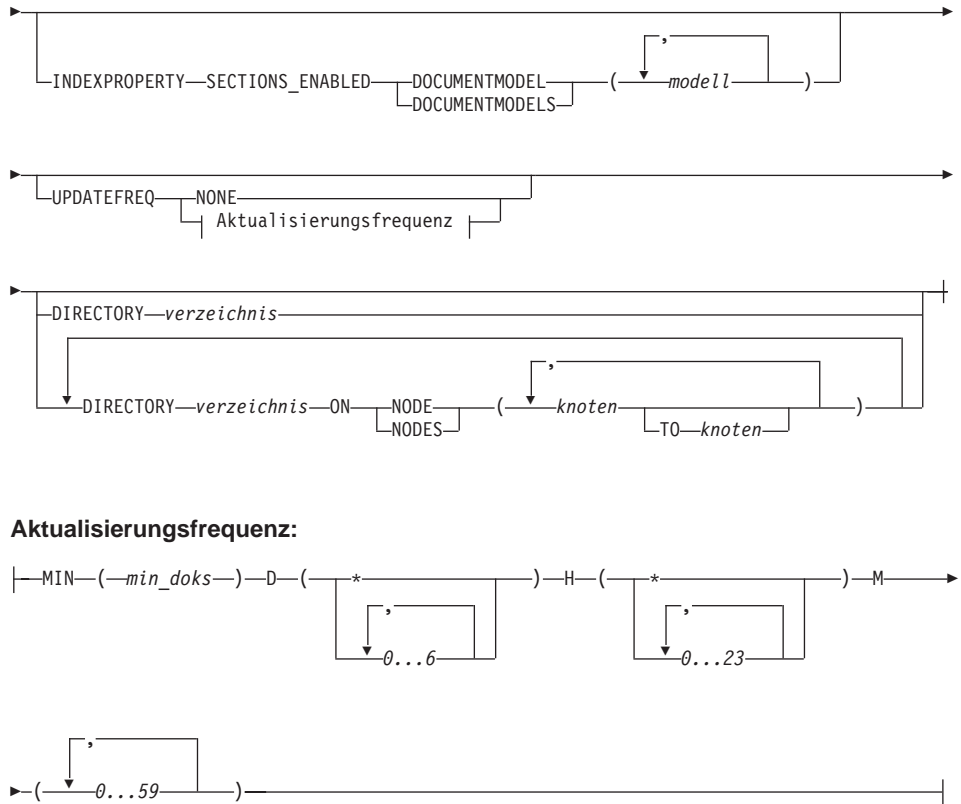 ,
INDEXPROPERTY SECTIONS_ENABLED DOCUMENTMODEL ( modell )
DOCUMENTMODELS
UPDATEFREQ NONE
Aktualisierungsfrequenz
DIRECTORY verzeichnis
,
DIRECTORY verzeichnis ON NODE ( knoten )
NODES TO knoten
Aktualisierungsfrequenz:
MIN ( min_doks ) D ( * ) H ( * ) M
, ,
0...6 0...23
,
( 0...59 )